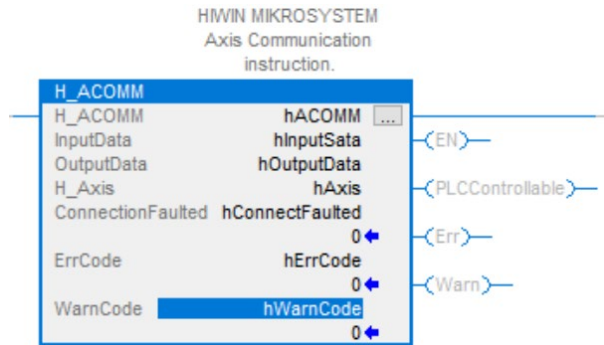 HIWIN MIKROSYSTEM
Axis Communication
instruction.
H_ACOMM
H_ACOMM hACOMM ...
InputData hInputSata (EN)
OutputData hOutputData
H_Axis hAxis (PLCControllable)
ConnectionFaulted hConnectFaulted
0 (Err)
ErrCode hErrCode
0 (Warn)
WarnCode hWarnCode
0